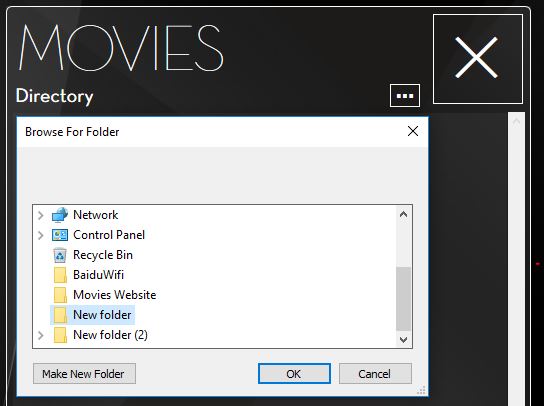 MOVIES
Directory
...
Browse For Folder
Network
Control Panel
Recycle Bin
BaiduWifi
Movies Website
New folder
New folder (2)
Make New Folder
OK
Cancel